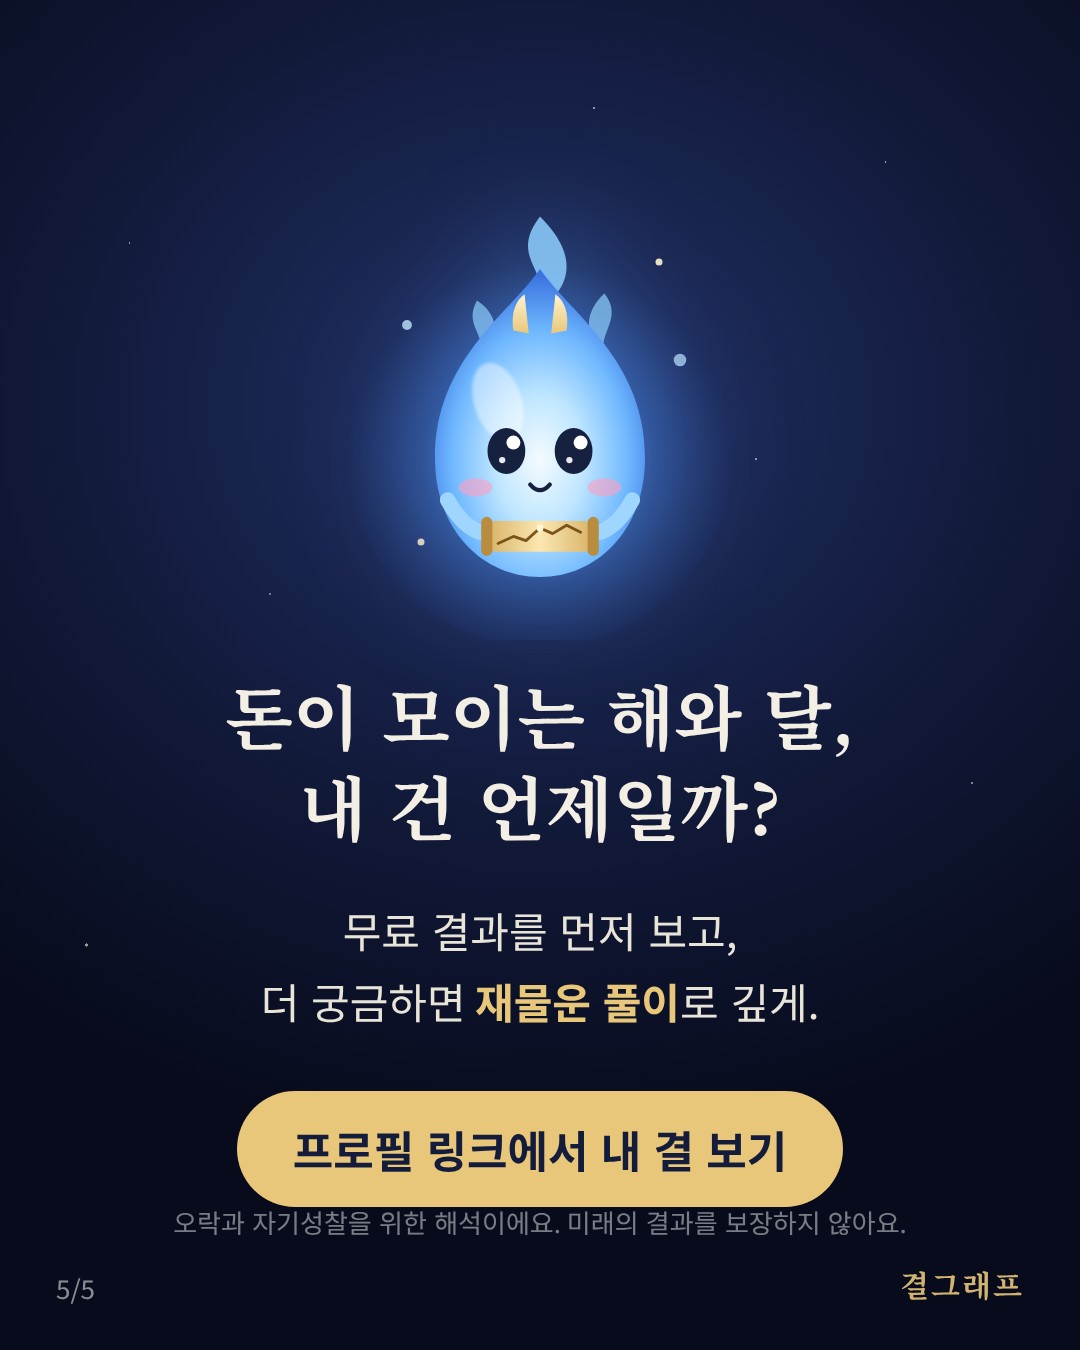 돈이 모이는 해와 달,
내 건 언제일까?
무료 결과를 먼저 보고,
더 궁금하면 재물운 풀이로 깊게.
프로필 링크에서 내 결 보기
오락과 자기성찰을 위한 해석이에요. 미래의 결과를 보장하지 않아요.
5/5
결그래프